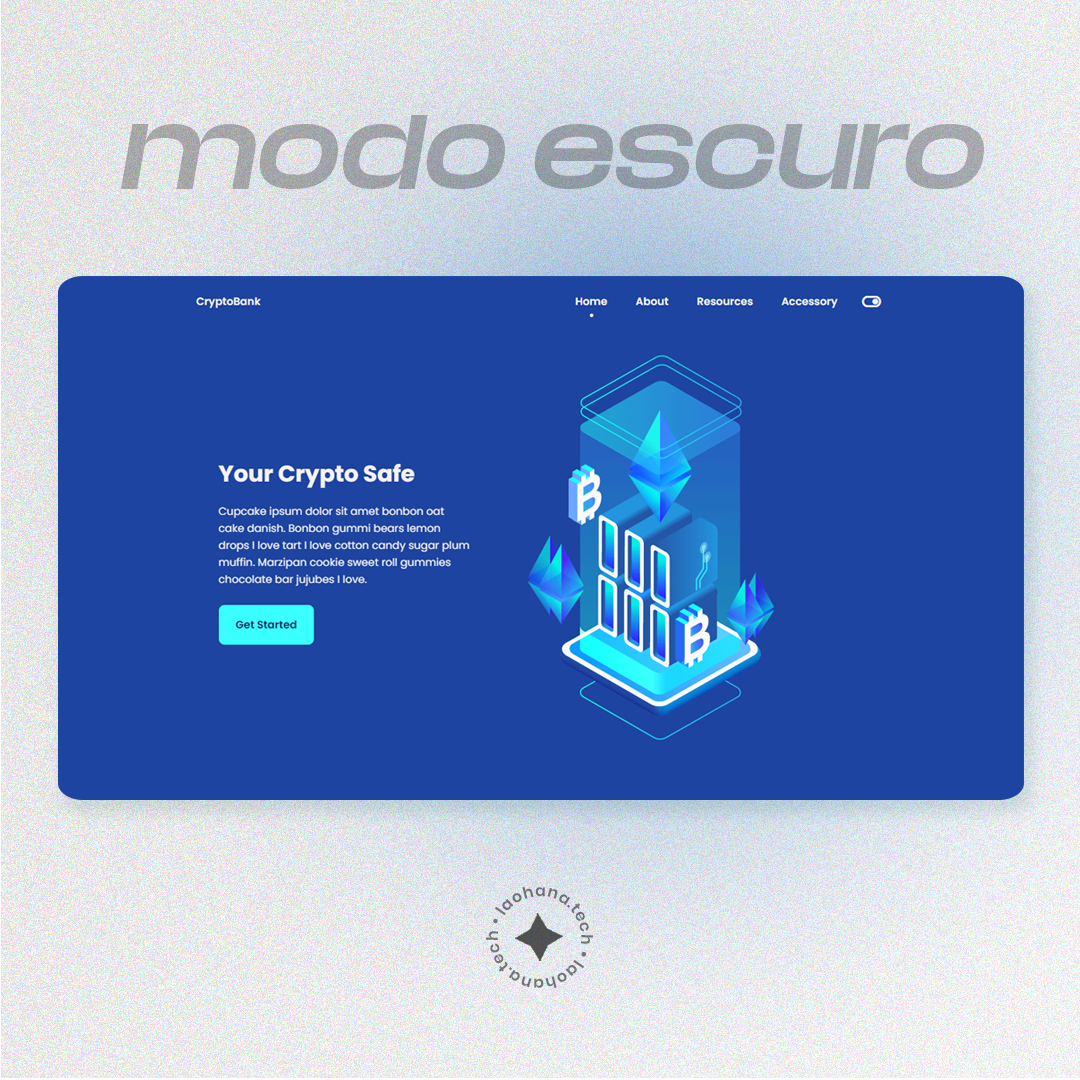 modo escuro
CryptoBank
Home
About
Resources
Accessory
Your Crypto Safe
Cupcake ipsum dolor sit amet bonbon oat
cake danish. Bonbon gummi bears lemon
drops I love tart I love cotton candy sugar plum
muffin. Marzipan cookie sweet roll gummies
chocolate bar jujubes I love.
Get Started
laohana.tech • laohana.tech •